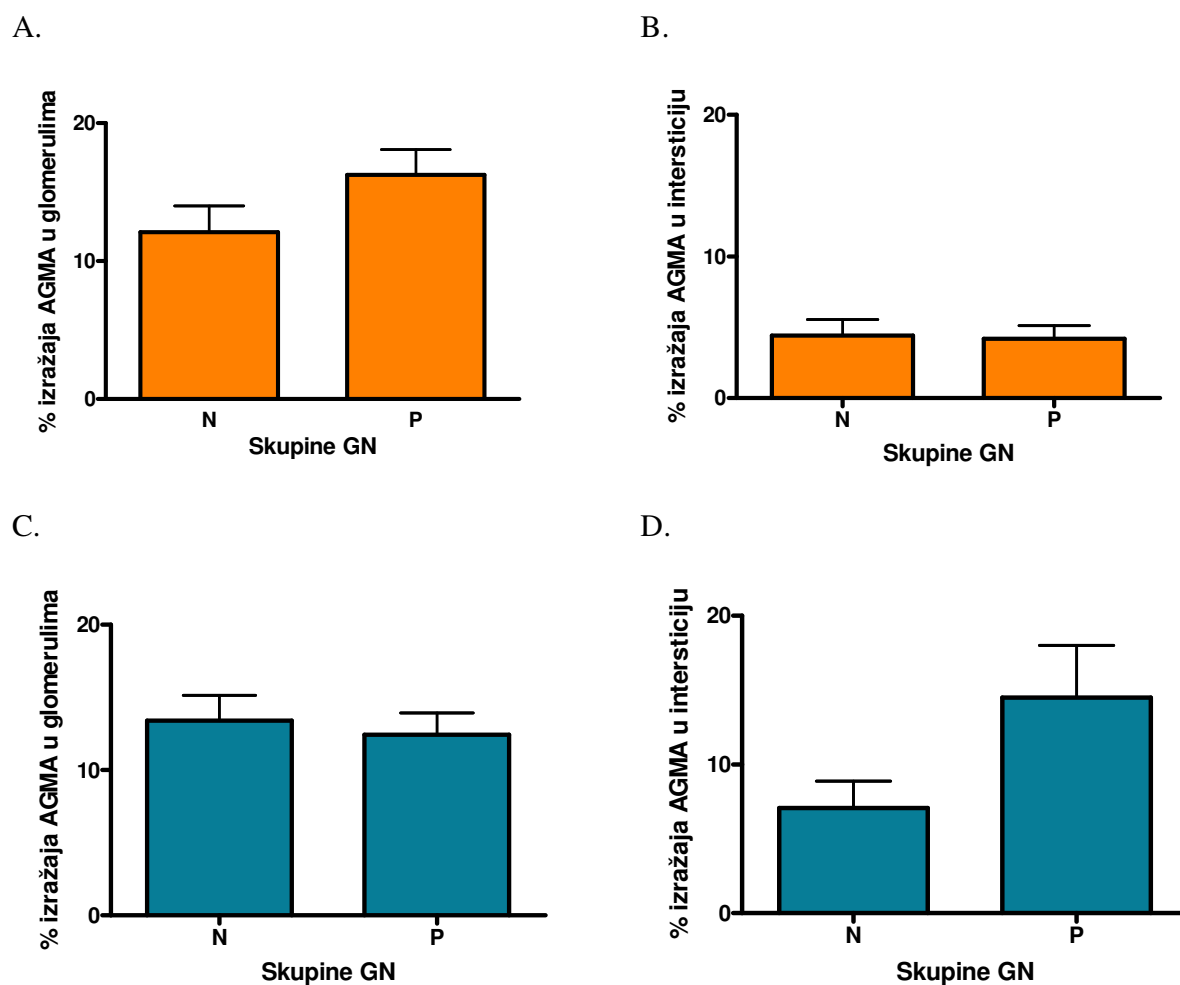 A.
% izražaja AGMA u glomerulima
20
10
0
N P
Skupine GN
B.
% izražaja AGMA u intersticiju
20
10
0
N P
Skupine GN
C.
% izražaja AGMA u glomerulima
20
10
0
N P
Skupine GN
D.
% izražaja AGMA u intersticiju
20
10
0
N P
Skupine GN